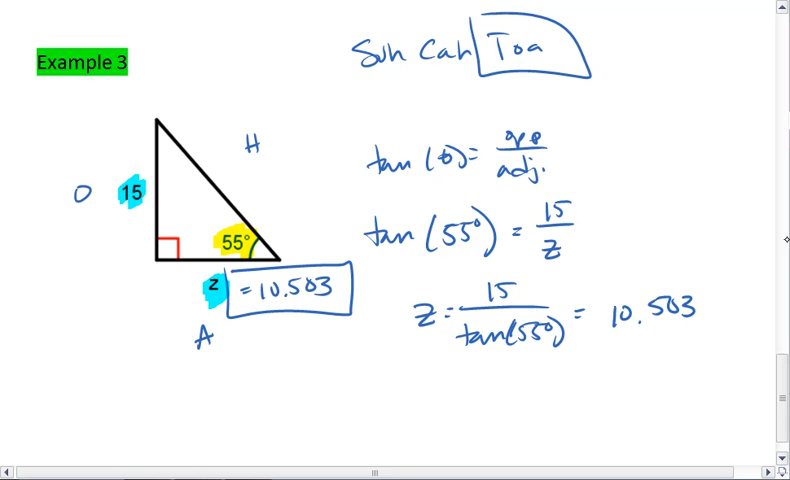 Soh Cah Toa
Example 3
H
tan(θ) = opp / adj.
O 15
55°
tan(55°) = 15 / z
z = 10.503
z = 15 / tan(55°) = 10.503
A